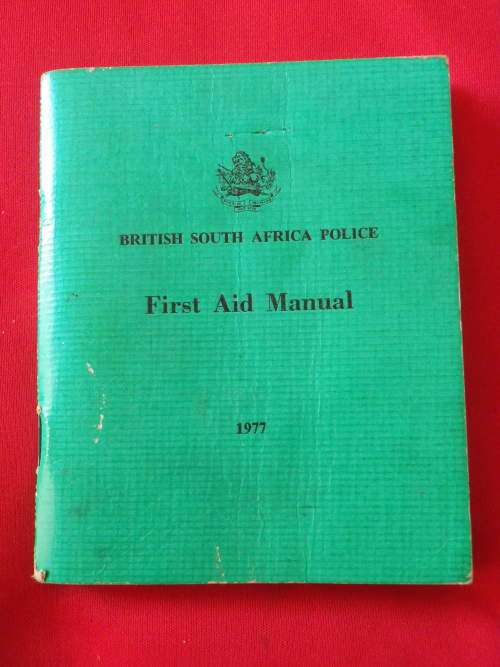 BRITISH SOUTH AFRICA POLICE
First Aid Manual
1977